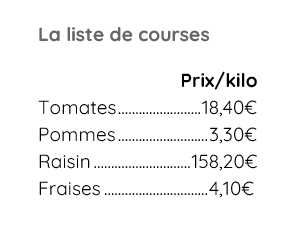 La liste de courses
Prix/kilo
Tomates........................18,40€
Pommes..........................3,30€
Raisin............................158,20€
Fraises ..............................4,10€